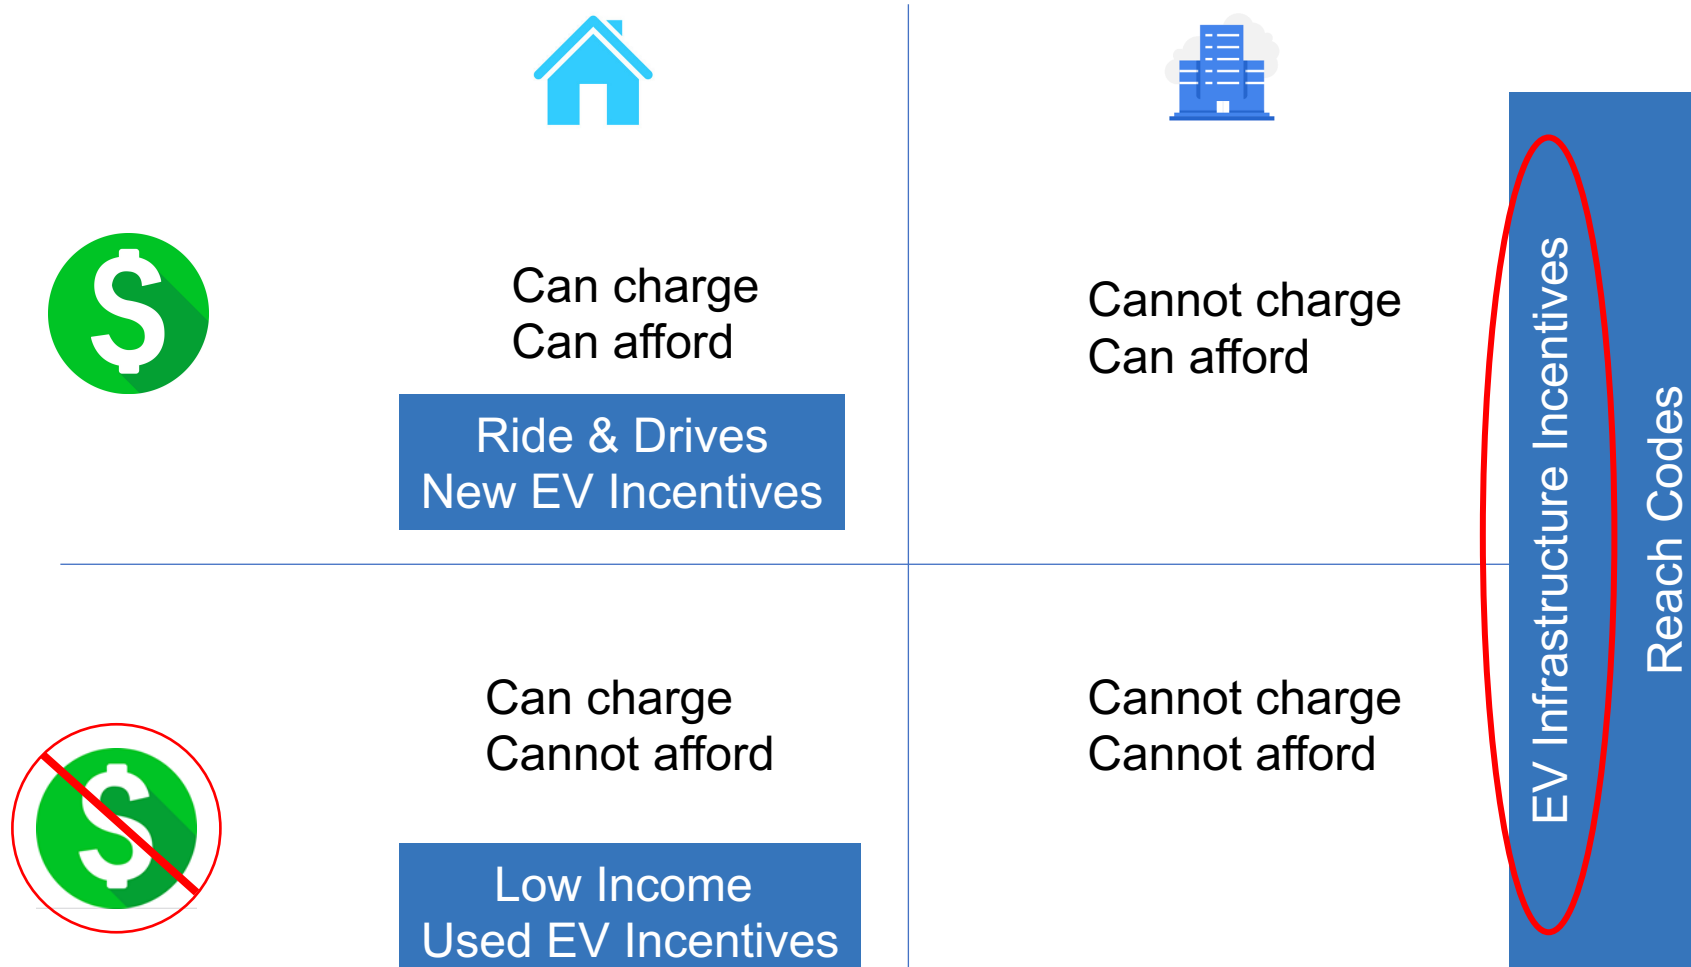 Can charge
Can afford
Ride & Drives
New EV Incentives
Cannot charge
Can afford
Can charge
Cannot afford
Low Income
Used EV Incentives
Cannot charge
Cannot afford
EV Infrastructure Incentives
Reach Codes